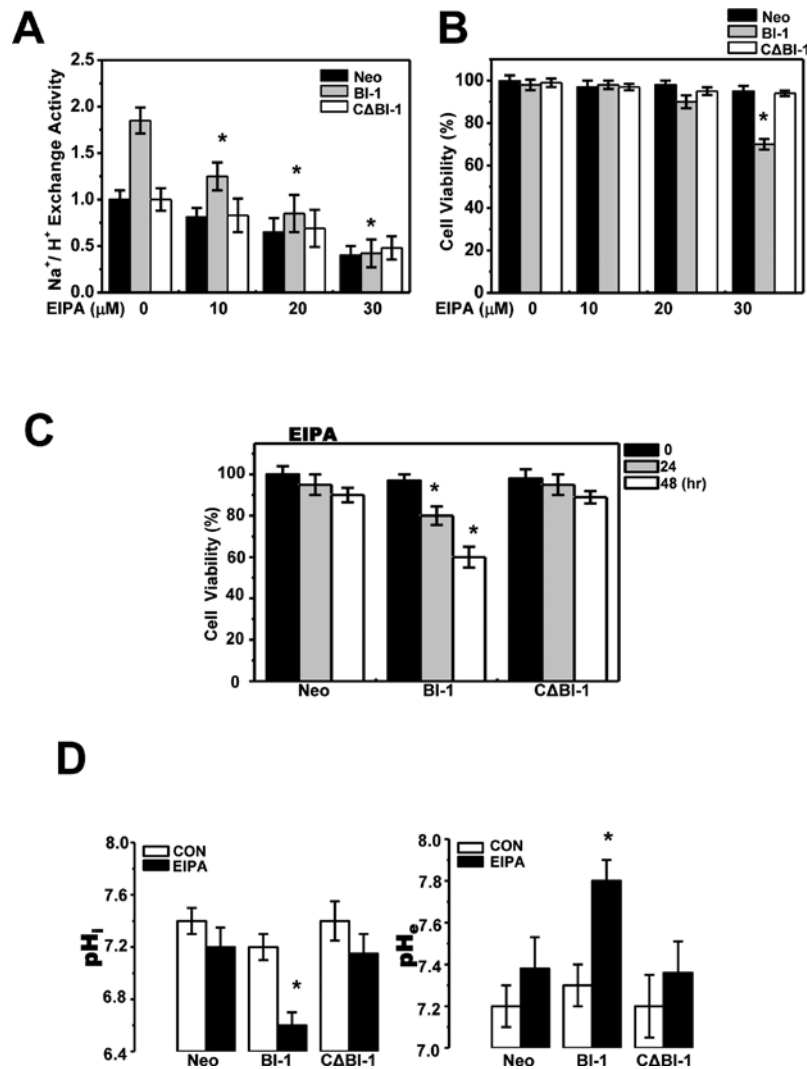 A
Na⁺/ H⁺ Exchange Activity
2.5
2.0
1.5
1.0
0.5
0.0
Neo
BI-1
CΔBI-1
*
*
*
EIPA (μM) 0 10 20 30
B
Neo
BI-1
CΔBI-1
Cell Viability (%)
100
80
60
40
20
0
*
EIPA (μM) 0 10 20 30
C
EIPA
0
24
48 (hr)
Cell Viability (%)
100
80
60
40
20
0
*
*
Neo BI-1 CΔBI-1
D
pHi
8.0
7.6
7.2
6.8
6.4
CON
EIPA
*
Neo BI-1 CΔBI-1
pHe
8.0
7.8
7.6
7.4
7.2
7.0
CON
EIPA
*
Neo BI-1 CΔBI-1